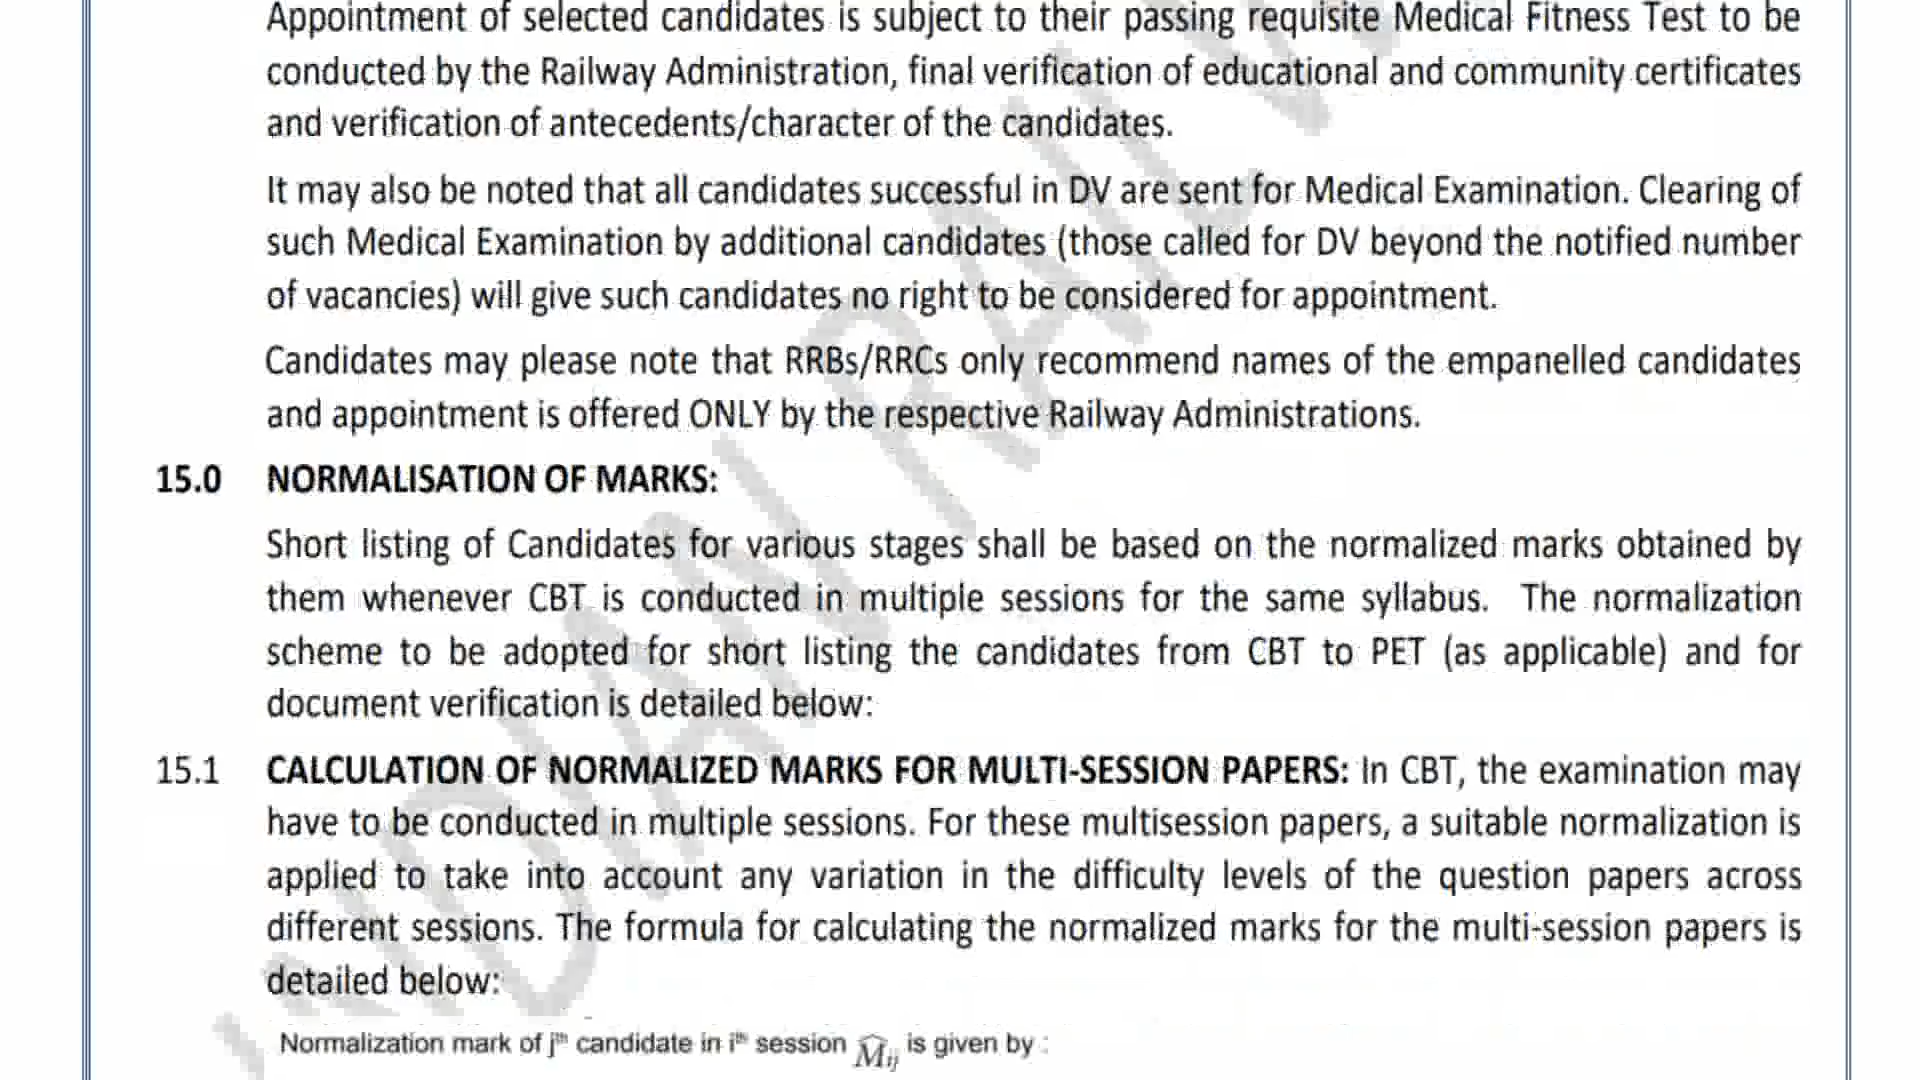 Appointment of selected candidates is subject to their passing requisite Medical Fitness Test to be
conducted by the Railway Administration, final verification of educational and community certificates
and verification of antecedents/character of the candidates.
It may also be noted that all candidates successful in DV are sent for Medical Examination. Clearing of
such Medical Examination by additional candidates (those called for DV beyond the notified number
of vacancies) will give such candidates no right to be considered for appointment.
Candidates may please note that RRBs/RRCs only recommend names of the empanelled candidates
and appointment is offered ONLY by the respective Railway Administrations.
15.0 NORMALISATION OF MARKS:
Short listing of Candidates for various stages shall be based on the normalized marks obtained by
them whenever CBT is conducted in multiple sessions for the same syllabus. The normalization
scheme to be adopted for short listing the candidates from CBT to PET (as applicable) and for
document verification is detailed below:
15.1 CALCULATION OF NORMALIZED MARKS FOR MULTI-SESSION PAPERS: In CBT, the examination may
have to be conducted in multiple sessions. For these multisession papers, a suitable normalization is
applied to take into account any variation in the difficulty levels of the question papers across
different sessions. The formula for calculating the normalized marks for the multi-session papers is
detailed below:
Normalization mark of jᵗʰ candidate in iᵗʰ session M̂ij is given by :
INDIAN RAILW